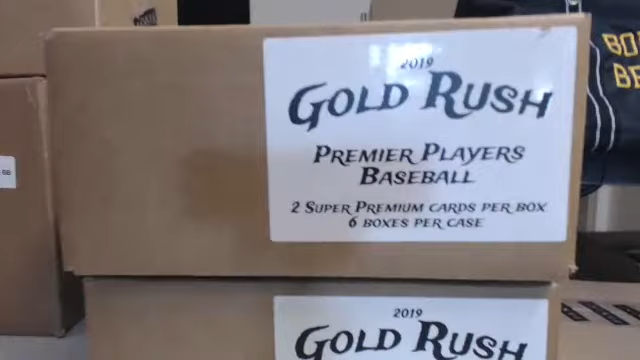 2019
GOLD RUSH
PREMIER PLAYERS
BASEBALL
2 SUPER PREMIUM CARDS PER BOX
6 BOXES PER CASE
2019
GOLD RUSH